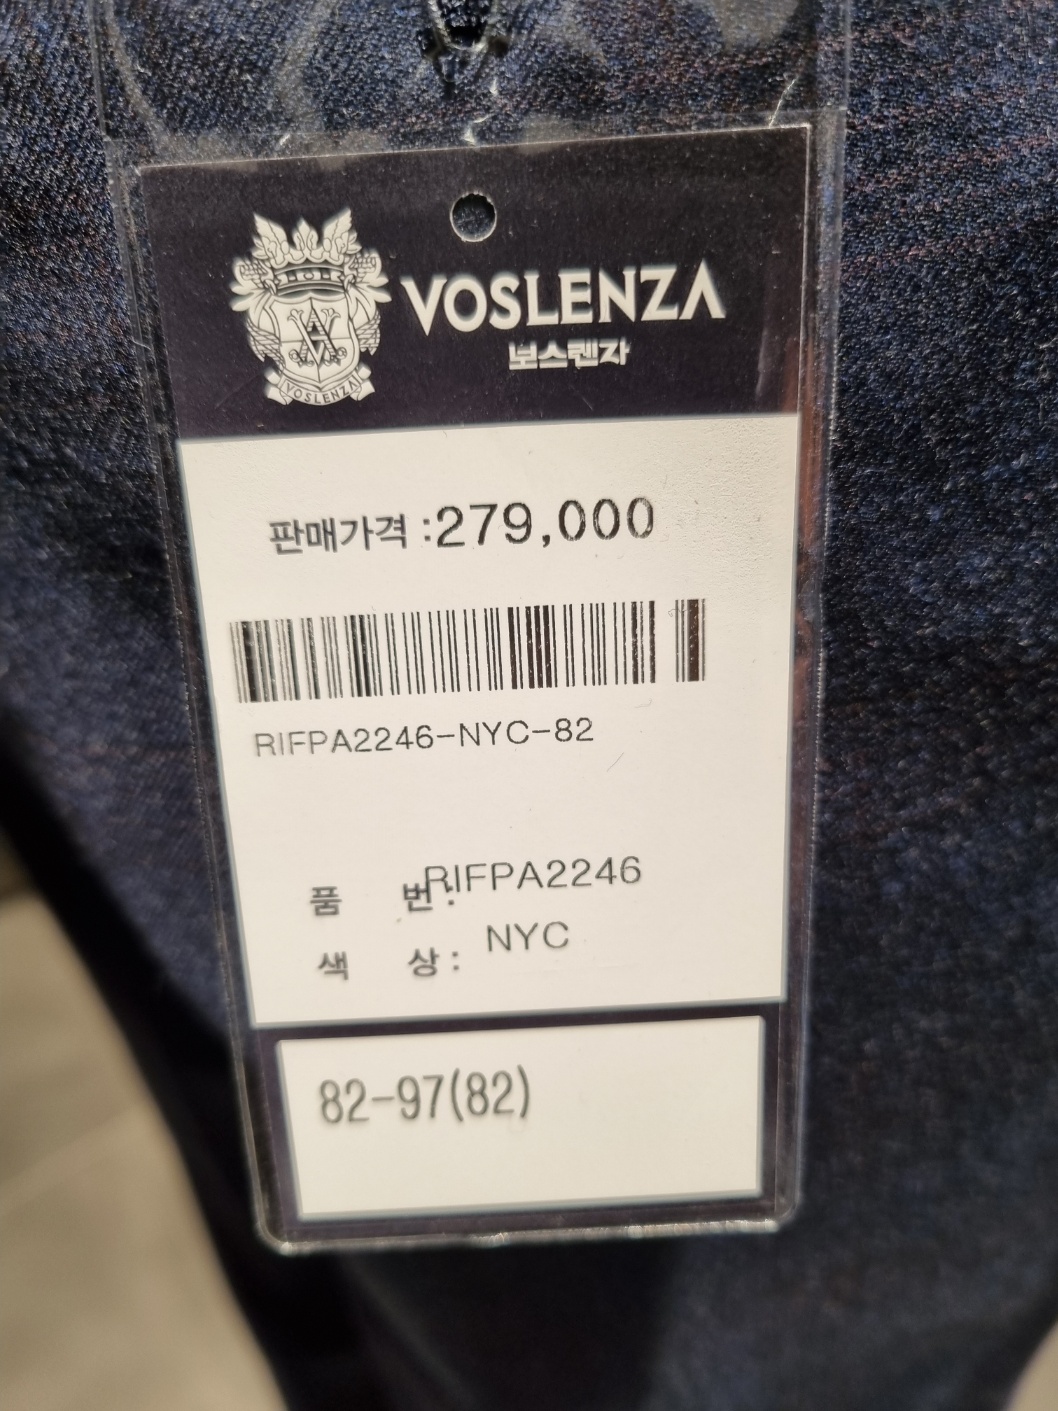 VOSLENZA
VOSLENZA
보스렌자
판매가격 :279,000
RIFPA2246-NYC-82
품 번: RIFPA2246
색 상: NYC
82-97(82)